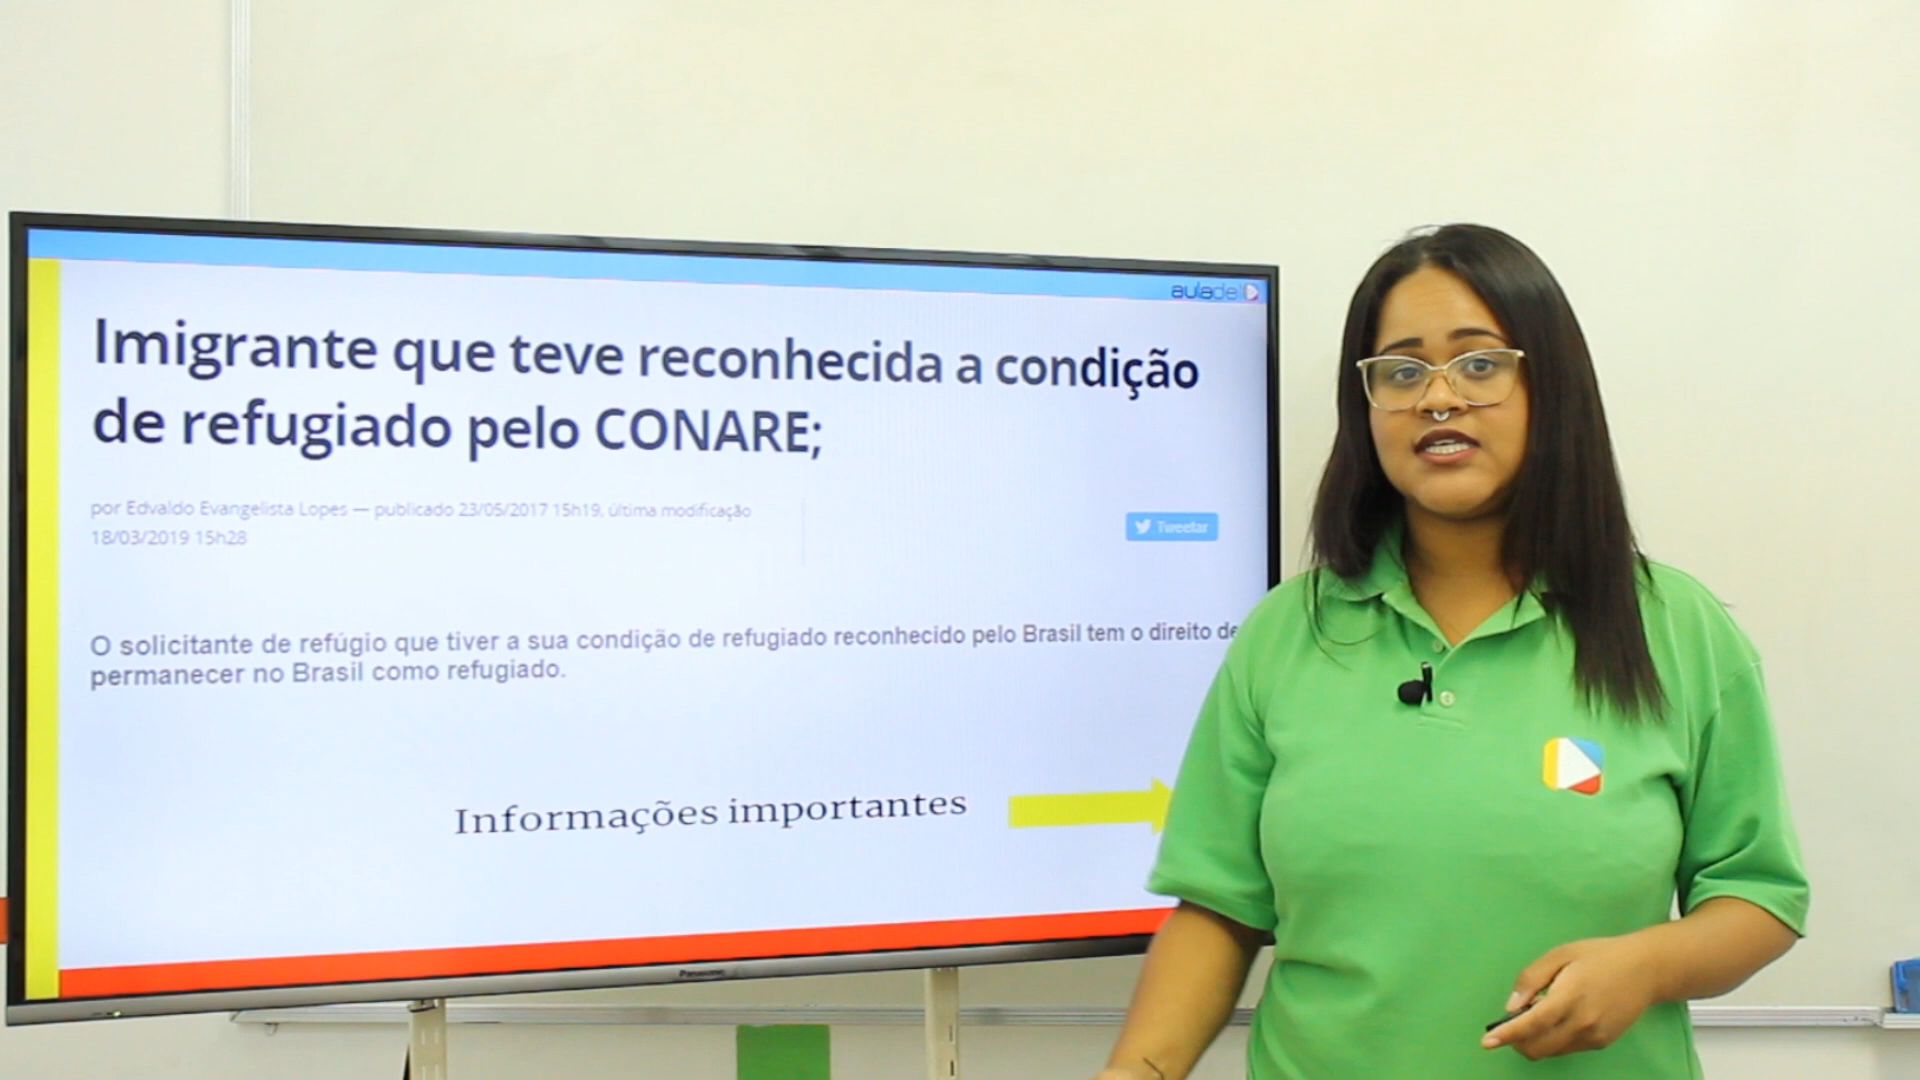 aulade
Imigrante que teve reconhecida a condição
de refugiado pelo CONARE;
por Edvaldo Evangelista Lopes — publicado 23/05/2017 15h19, última modificação
18/03/2019 15h28
Tweetar
O solicitante de refúgio que tiver a sua condição de refugiado reconhecido pelo Brasil tem o direito de
permanecer no Brasil como refugiado.
Informações importantes
Panasonic